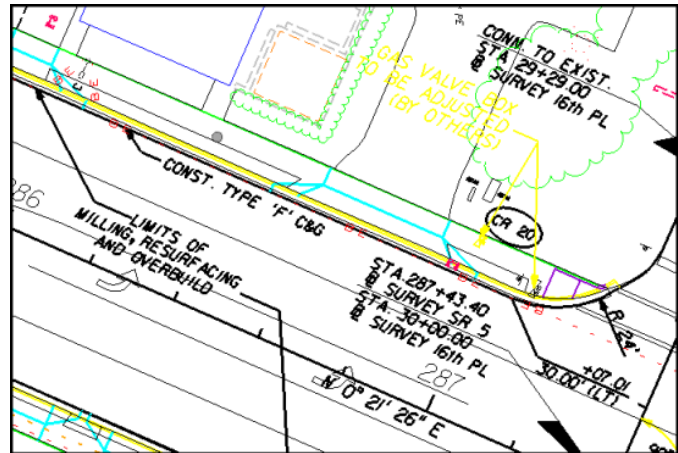 CONN. TO EXIST.
STA 29+29.00
℄ SURVEY 16th PL
GAS VALVE BOX
TO BE ADJUSTED
(BY OTHERS)
CONST. TYPE 'F' C&G
286
LIMITS OF
MILLING, RESURFACING
AND OVERBUILD
CR 20
STA. 287+43.40
℄ SURVEY SR 5
STA. 30+00.00
℄ SURVEY 16th PL
R 24'
+07.01
30.00' (LT)
287
N 0° 21' 26" E